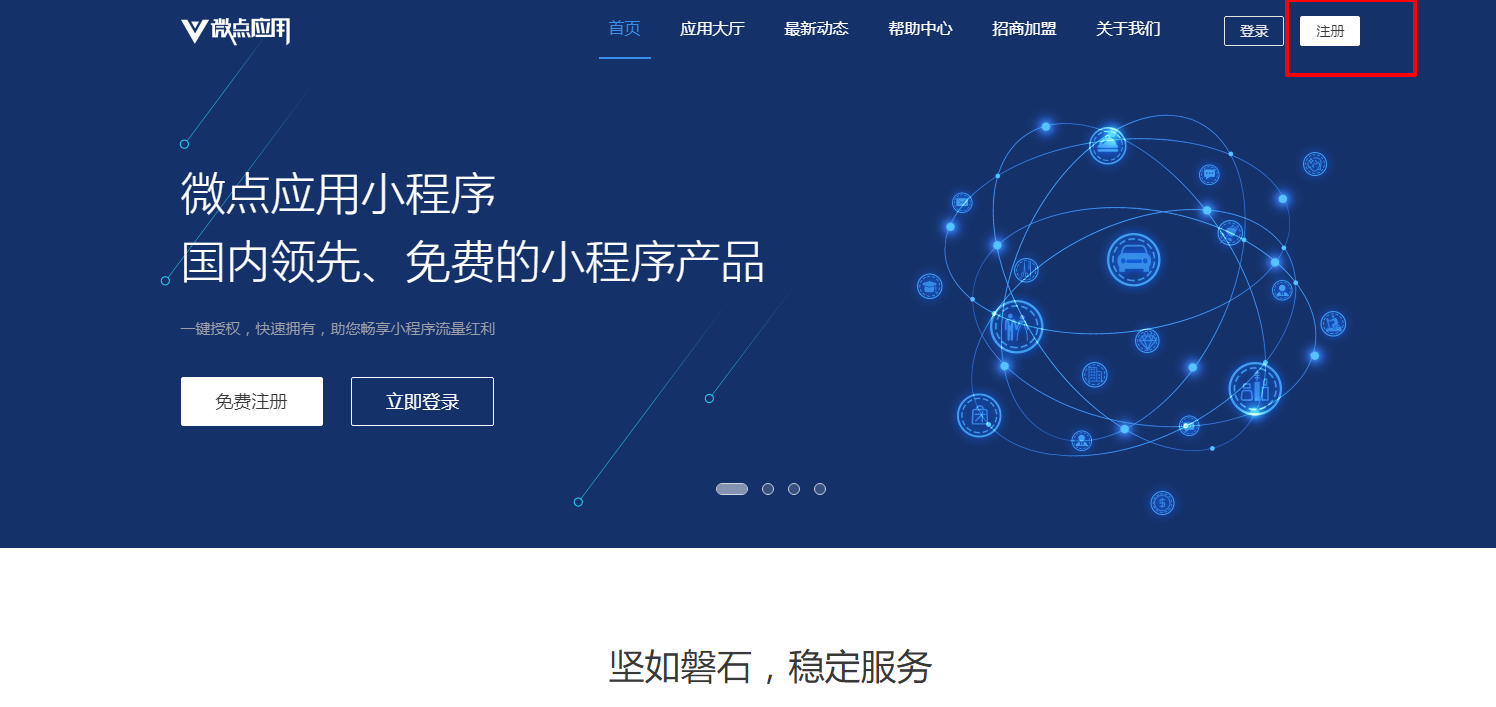 微点应用
首页 应用大厅 最新动态 帮助中心 招商加盟 关于我们 登录 注册
微点应用小程序
国内领先、免费的小程序产品
一键授权，快速拥有，助您畅享小程序流量红利
免费注册 立即登录
坚如磐石，稳定服务